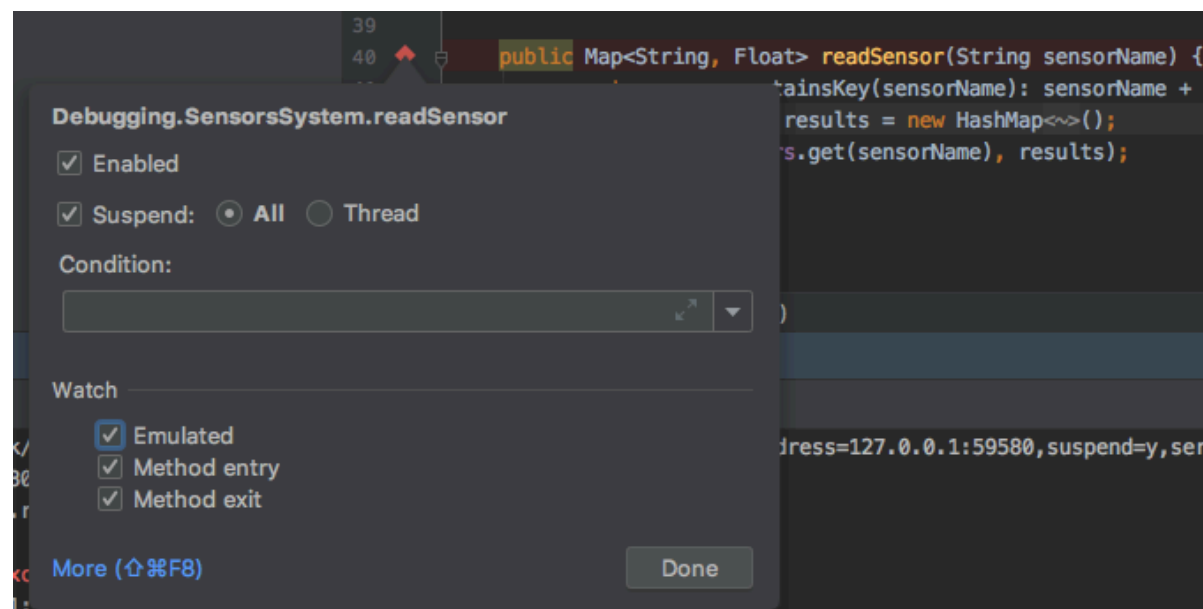 39
40 public Map<String, Float> readSensor(String sensorName) {
tainsKey(sensorName): sensorName +
Debugging.SensorsSystem.readSensor
results = new HashMap<~>();
Enabled
s.get(sensorName), results);
Suspend: All Thread
Condition:
)
Watch
Emulated
dress=127.0.0.1:59580,suspend=y,ser
Method entry
Method exit
More (⇧⌘F8)
Done